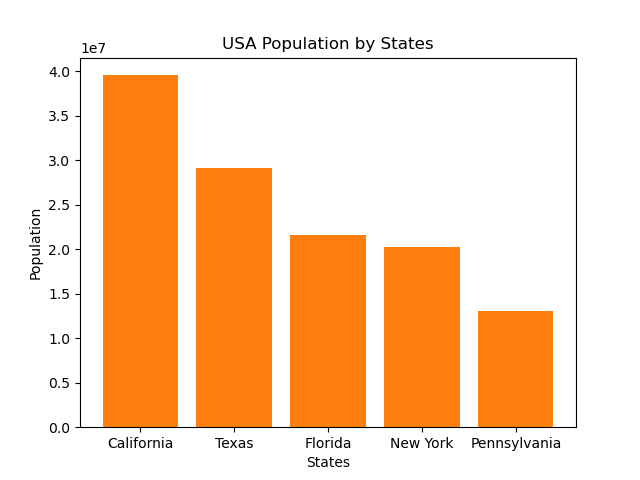 USA Population by States
1e7
4.0
3.5
3.0
2.5
2.0
1.5
1.0
0.5
0.0
Population
California Texas Florida New York Pennsylvania
States